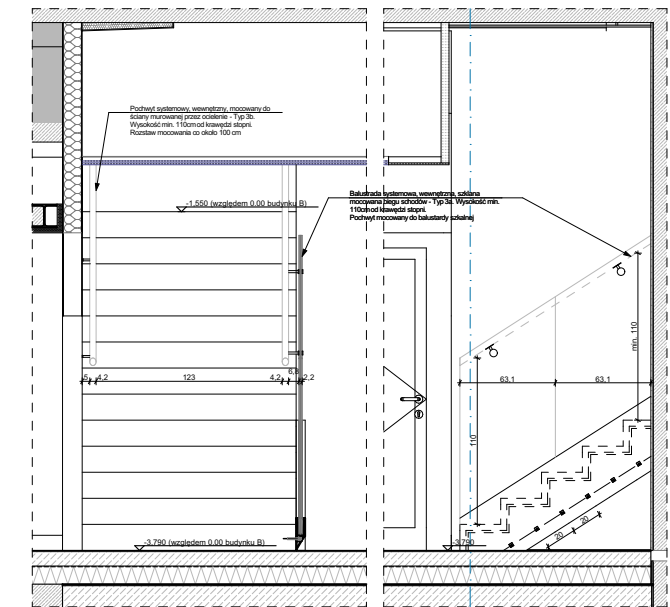 Pochwyt systemowy, wewnętrzny, mocowany do
ściany murowanej przez ocielenie - Typ 3b.
Wysokość min. 110cm od krawędzi stopni.
Rozstaw mocowania co około 100 cm
-1.550 (względem 0.00 budynku B)
Balustrada systemowa, wewnętrzna, szklana
mocowana biegu schodów - Typ 3a. Wysokość min.
110cm od krawędzi stopni.
Pochwyt mocowany do balustardy szkalnej
min. 110
5
4,2
123
4,2
6,8
2,2
63,1
63,1
110
20
20
-3.790 (względem 0.00 budynku B)
-3.790